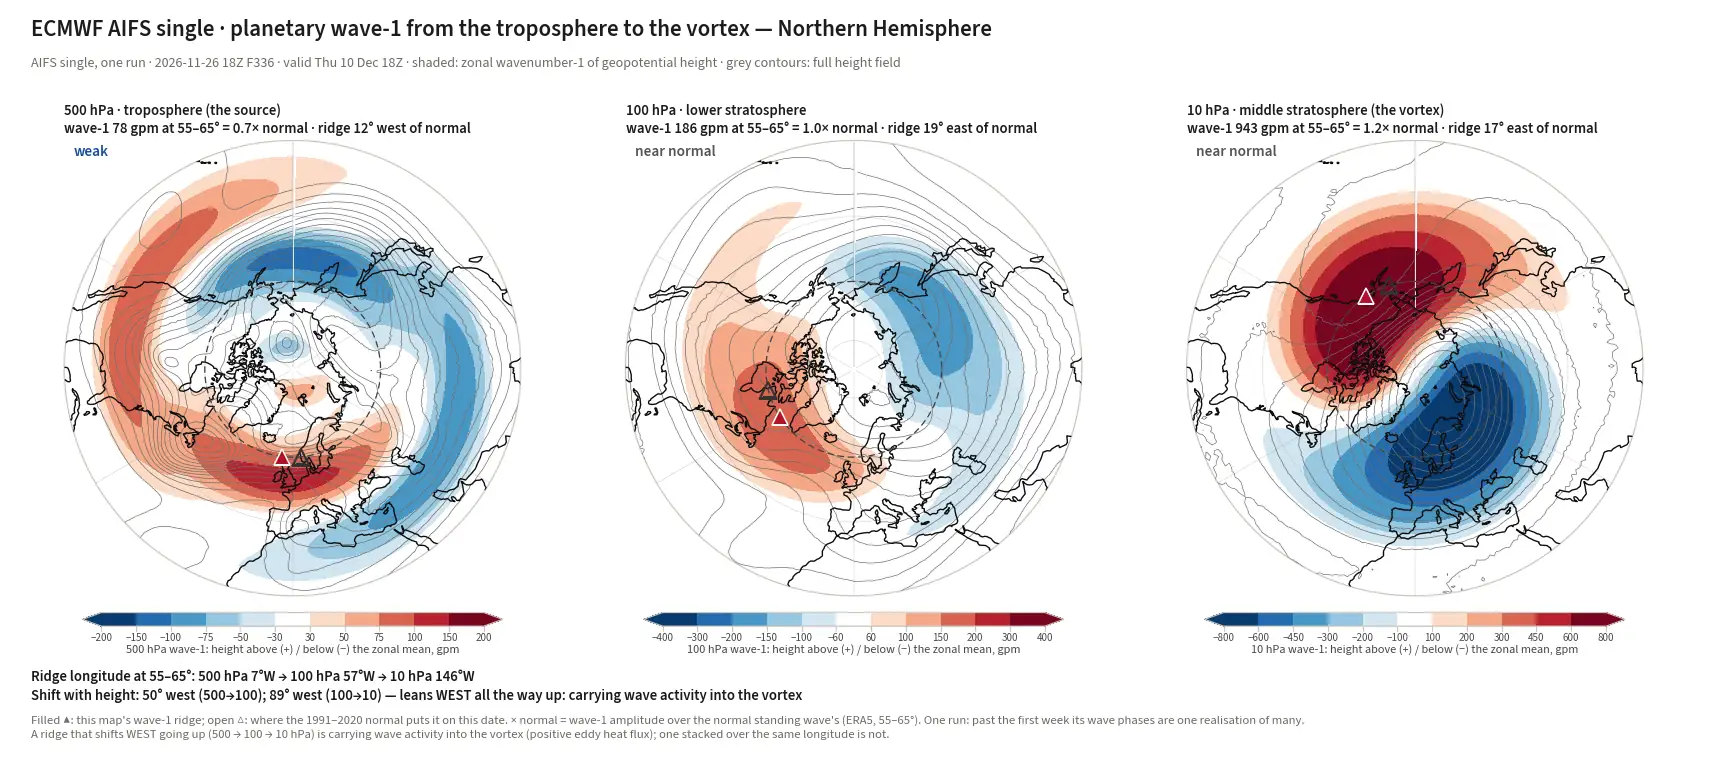 ECMWF AIFS single · planetary wave-1 from the troposphere to the vortex — Northern Hemisphere
AIFS single, one run · 2026-11-26 18Z F336 · valid Thu 10 Dec 18Z · shaded: zonal wavenumber-1 of geopotential height · grey contours: full height field
500 hPa · troposphere (the source)
wave-1 78 gpm at 55–65° = 0.7× normal · ridge 12° west of normal
weak
100 hPa · lower stratosphere
wave-1 186 gpm at 55–65° = 1.0× normal · ridge 19° east of normal
near normal
10 hPa · middle stratosphere (the vortex)
wave-1 943 gpm at 55–65° = 1.2× normal · ridge 17° east of normal
near normal
−200 −150 −100 −75 −50 −30 30 50 75 100 150 200
500 hPa wave-1: height above (+) / below (−) the zonal mean, gpm
−400 −300 −200 −150 −100 −60 60 100 150 200 300 400
100 hPa wave-1: height above (+) / below (−) the zonal mean, gpm
−800 −600 −450 −300 −200 −100 100 200 300 450 600 800
10 hPa wave-1: height above (+) / below (−) the zonal mean, gpm
Ridge longitude at 55–65°: 500 hPa 7°W → 100 hPa 57°W → 10 hPa 146°W
Shift with height: 50° west (500→100); 89° west (100→10) — leans WEST all the way up: carrying wave activity into the vortex
Filled ▲: this map's wave-1 ridge; open △: where the 1991–2020 normal puts it on this date. × normal = wave-1 amplitude over the normal standing wave's (ERA5, 55–65°). One run: past the first week its wave phases are one realisation of many.
A ridge that shifts WEST going up (500 → 100 → 10 hPa) is carrying wave activity into the vortex (positive eddy heat flux); one stacked over the same longitude is not.